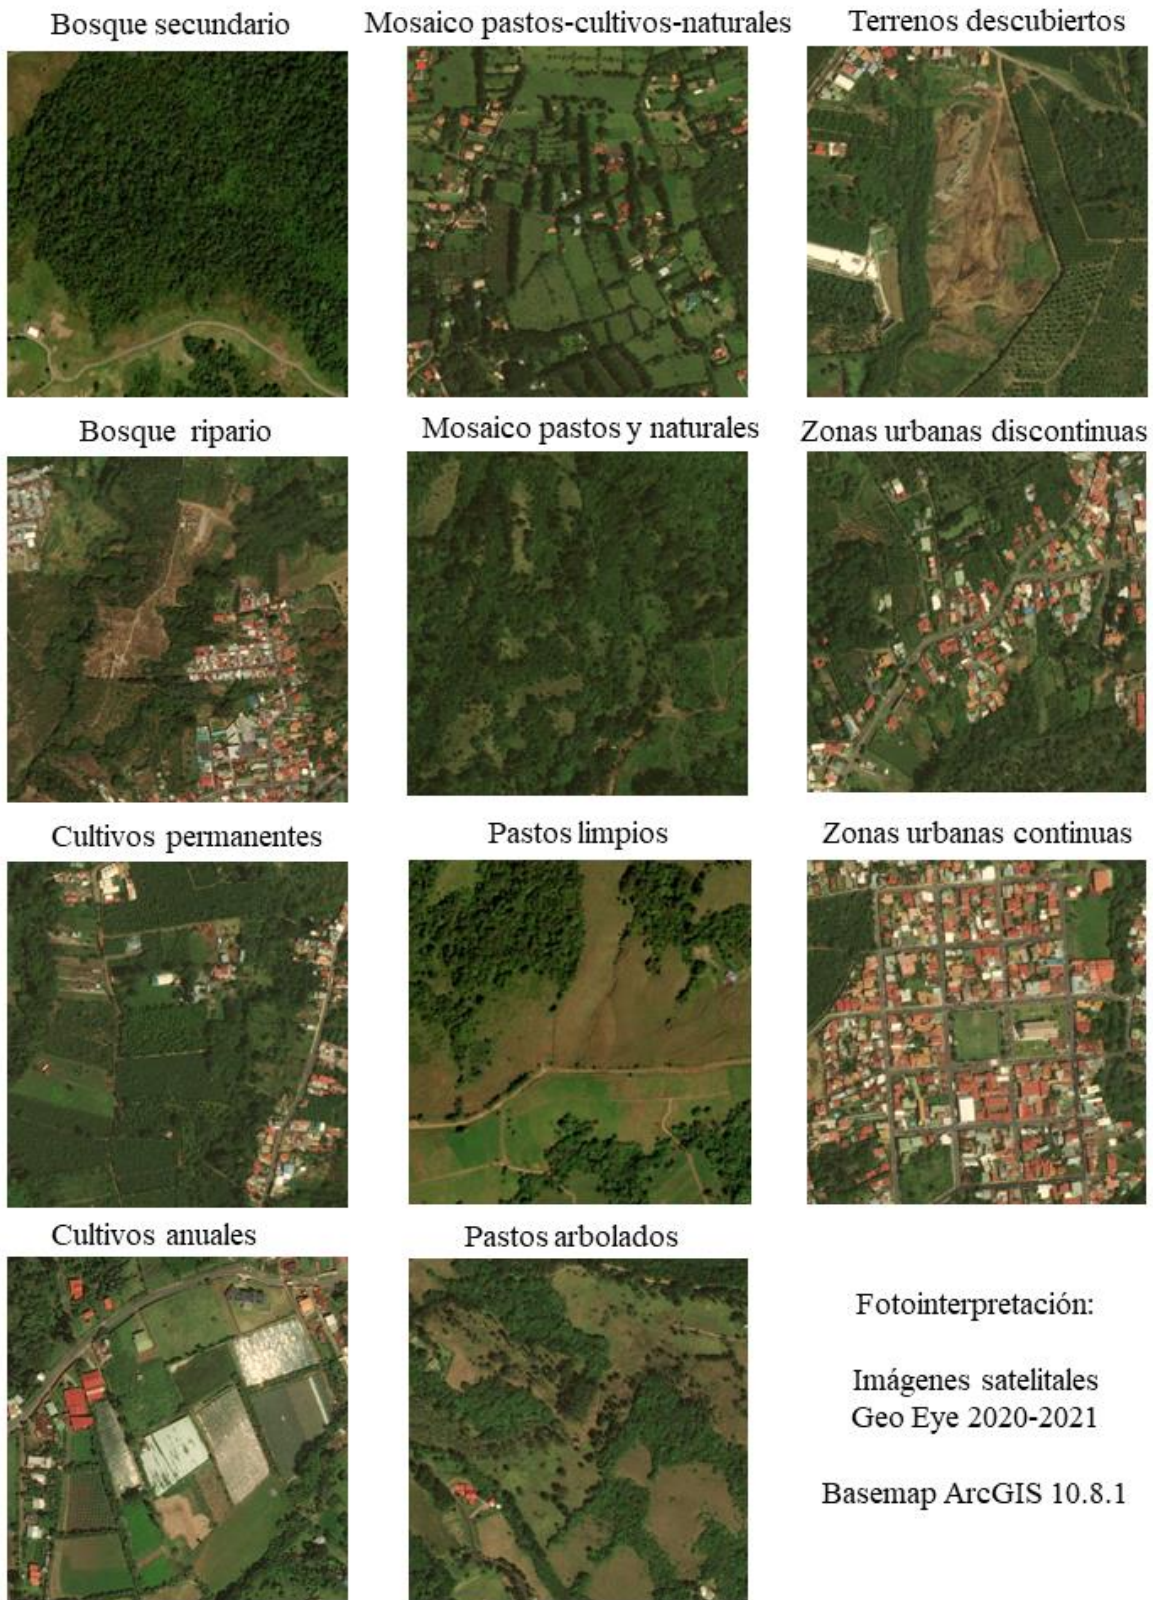 Bosque secundario
Mosaico pastos-cultivos-naturales
Terrenos descubiertos
Bosque ripario
Mosaico pastos y naturales
Zonas urbanas discontinuas
Cultivos permanentes
Pastos limpios
Zonas urbanas continuas
Cultivos anuales
Pastos arbolados
Fotointerpretación:
Imágenes satelitales
Geo Eye 2020-2021
Basemap ArcGIS 10.8.1